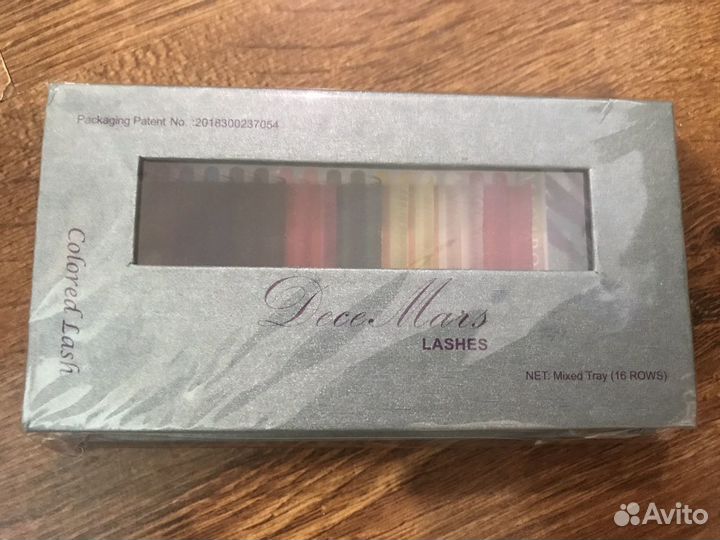 Packaging Patent No. :2018300237054
Colored Lash
DeceMars
LASHES
NET: Mixed Tray (16 ROWS)
Avito